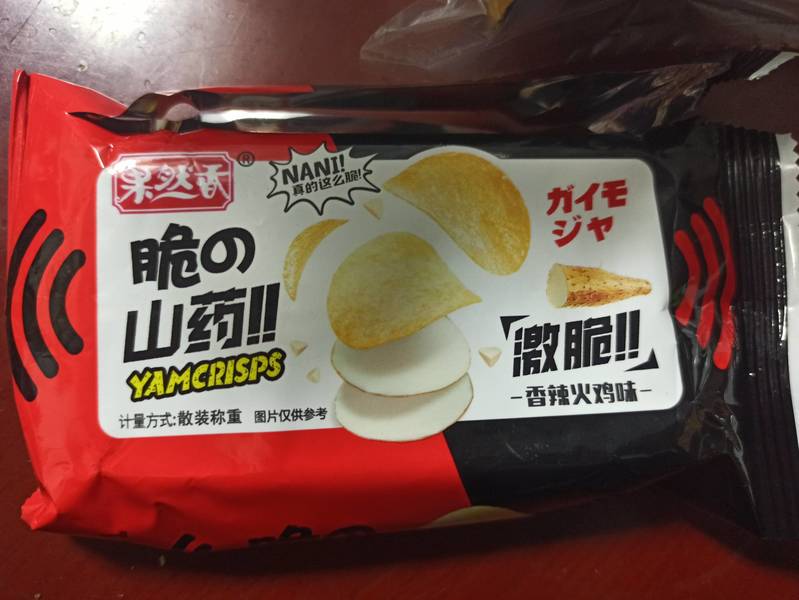 果然香®
NANI!
真的这么脆!
脆の
山药!!
YAMCRISPS
计量方式:散装称重 图片仅供参考
ガイモ
ジヤ
「激脆!!」
-香辣火鸡味-